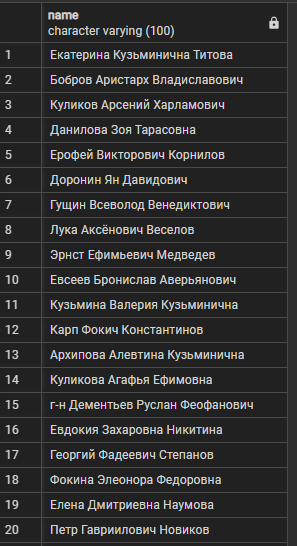 name
character varying (100)
1 Екатерина Кузьминична Титова
2 Бобров Аристарх Владиславович
3 Куликов Арсений Харламович
4 Данилова Зоя Тарасовна
5 Ерофей Викторович Корнилов
6 Доронин Ян Давидович
7 Гущин Всеволод Венедиктович
8 Лука Аксёнович Веселов
9 Эрнст Ефимьевич Медведев
10 Евсеев Бронислав Аверьянович
11 Кузьмина Валерия Кузьминична
12 Карп Фокич Константинов
13 Архипова Алевтина Кузьминична
14 Куликова Агафья Ефимовна
15 г-н Дементьев Руслан Феофанович
16 Евдокия Захаровна Никитина
17 Георгий Фадеевич Степанов
18 Фокина Элеонора Федоровна
19 Елена Дмитриевна Наумова
20 Петр Гавриилович Новиков